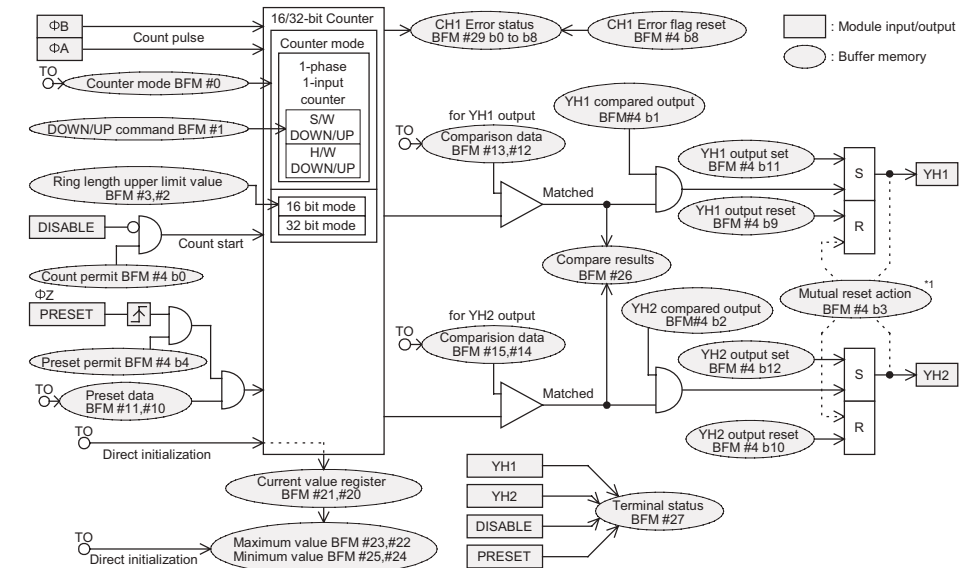 ΦB
ΦA
Count pulse
TO
Counter mode BFM #0
DOWN/UP command BFM #1
Ring length upper limit value
BFM #3,#2
DISABLE
Count start
Count permit BFM #4 b0
ΦZ
PRESET
Preset permit BFM #4 b4
TO
Preset data
BFM #11,#10
TO
Direct initialization
16/32-bit Counter
Counter mode
1-phase
1-input
counter
S/W
DOWN/UP
H/W
DOWN/UP
16 bit mode
32 bit mode
Current value register
BFM #21,#20
TO
Direct initialization
Maximum value BFM #23,#22
Minimum value BFM #25,#24
CH1 Error status
BFM #29 b0 to b8
CH1 Error flag reset
BFM #4 b8
: Module input/output
: Buffer memory
for YH1 output
TO
Comparison data
BFM #13,#12
YH1 compared output
BFM#4 b1
Matched
YH1 output set
BFM #4 b11
YH1 output reset
BFM #4 b9
S
R
YH1
Compare results
BFM #26
Mutual reset action
BFM #4 b3
*1
for YH2 output
TO
Comparision data
BFM #15,#14
YH2 compared output
BFM#4 b2
Matched
YH2 output set
BFM #4 b12
YH2 output reset
BFM #4 b10
S
R
YH2
YH1
YH2
DISABLE
PRESET
Terminal status
BFM #27